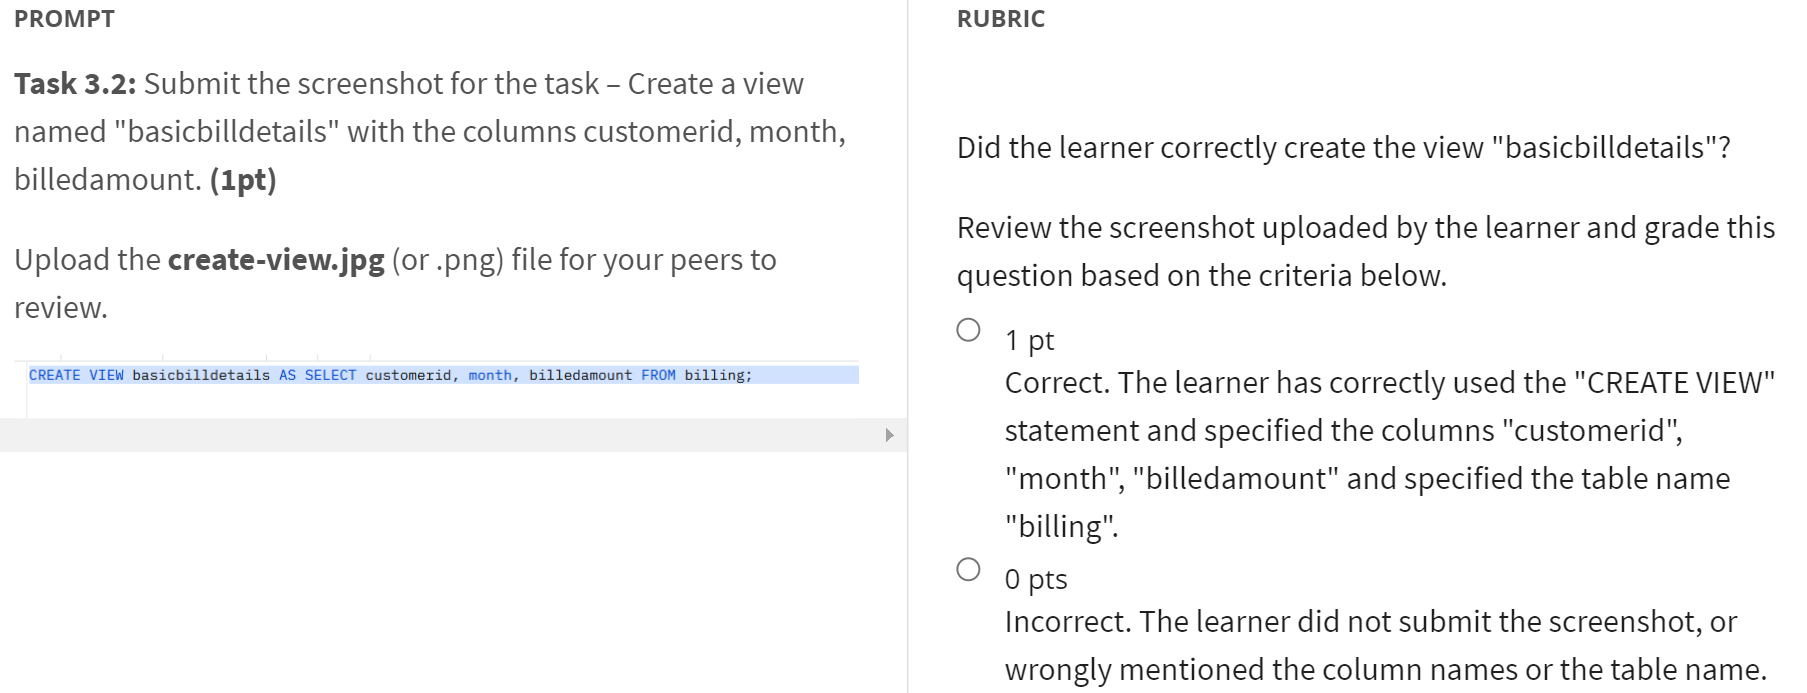 PROMPT
Task 3.2: Submit the screenshot for the task – Create a view
named "basicbilldetails" with the columns customerid, month,
billedamount. (1pt)
Upload the create-view.jpg (or .png) file for your peers to
review.
CREATE VIEW basicbilldetails AS SELECT customerid, month, billedamount FROM billing;
RUBRIC
Did the learner correctly create the view "basicbilldetails"?
Review the screenshot uploaded by the learner and grade this
question based on the criteria below.
1 pt
Correct. The learner has correctly used the "CREATE VIEW"
statement and specified the columns "customerid",
"month", "billedamount" and specified the table name
"billing".
0 pts
Incorrect. The learner did not submit the screenshot, or
wrongly mentioned the column names or the table name.